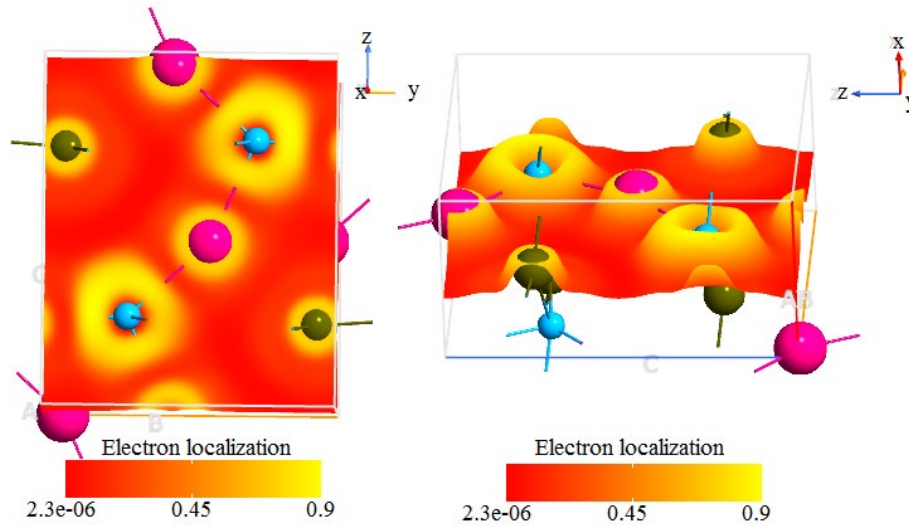 z
x
y
C
A
B
Electron localization
2.3e-06
0.45
0.9
x
z
z
y
AB
C
Electron localization
2.3e-06
0.45
0.9